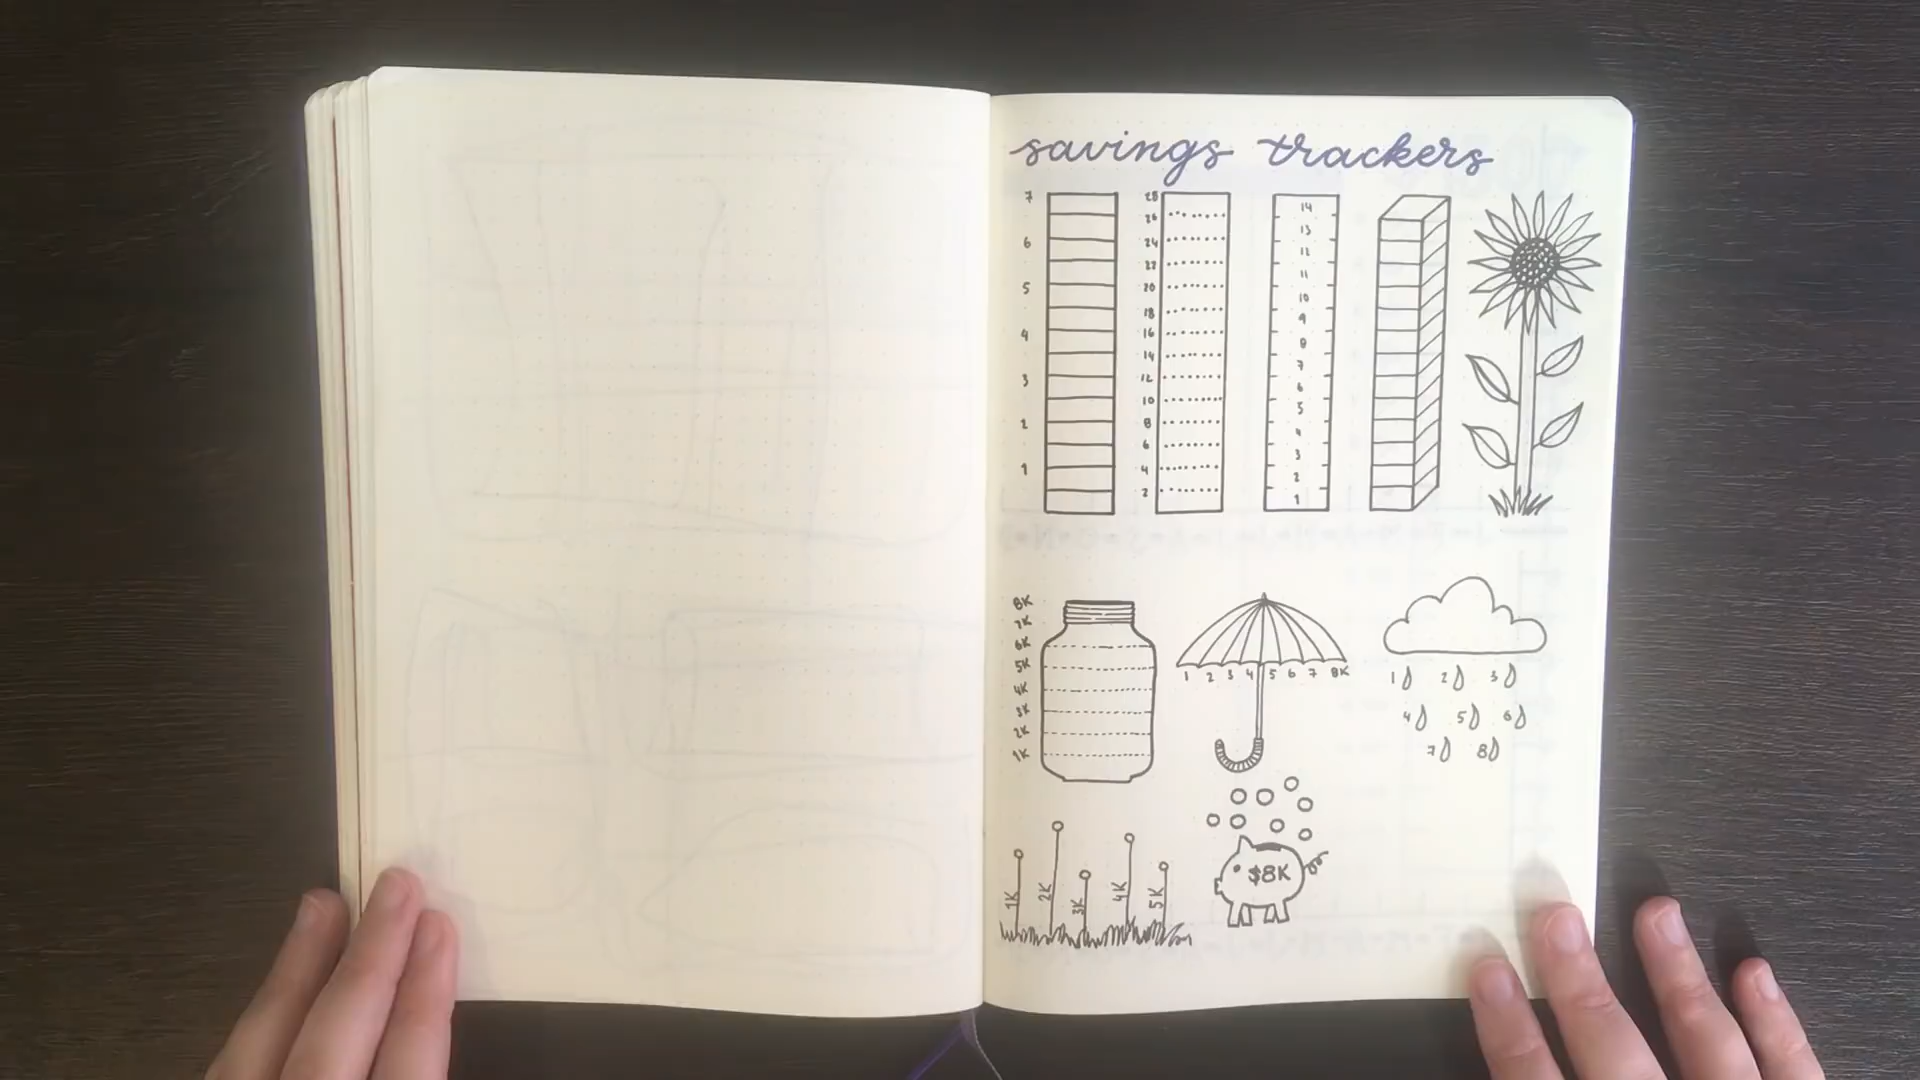 savings trackers
7
6
5
4
3
2
1
28
26
24
22
20
18
16
14
12
10
8
6
4
2
14
13
12
11
10
9
8
7
6
5
4
3
2
1
8K
7K
6K
5K
4K
3K
2K
1K
1 2 3 4 5 6 7 8K
1 2 3
4 5 6
7 8
1K 2K 3K 4K 5K
$8K